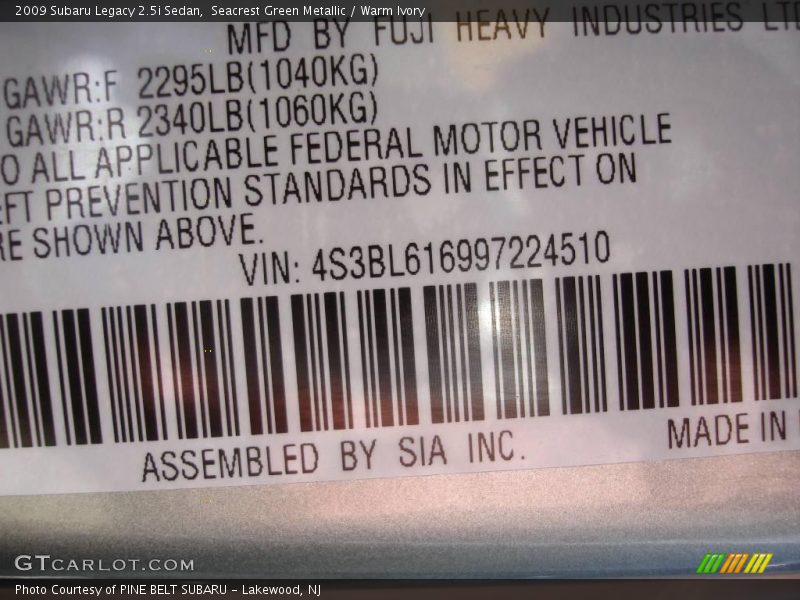 2009 Subaru Legacy 2.5i Sedan,  Seacrest Green Metallic / Warm Ivory
MFD BY FUJI HEAVY INDUSTRIES LTD
GAWR:F 2295LB(1040KG)
GAWR:R 2340LB(1060KG)
O ALL APPLICABLE FEDERAL MOTOR VEHICLE
EFT PREVENTION STANDARDS IN EFFECT ON
RE SHOWN ABOVE.
VIN: 4S3BL616997224510
ASSEMBLED BY SIA INC.
MADE IN
GTCARLOT.COM
Photo Courtesy of PINE BELT SUBARU - Lakewood, NJ